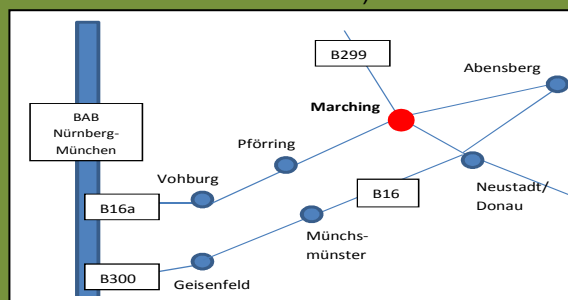 B299
Abensberg
Marching
BAB
Nürnberg-
München
Pförring
Vohburg
Neustadt/
Donau
B16
B16a
Münchs-
münster
B300
Geisenfeld